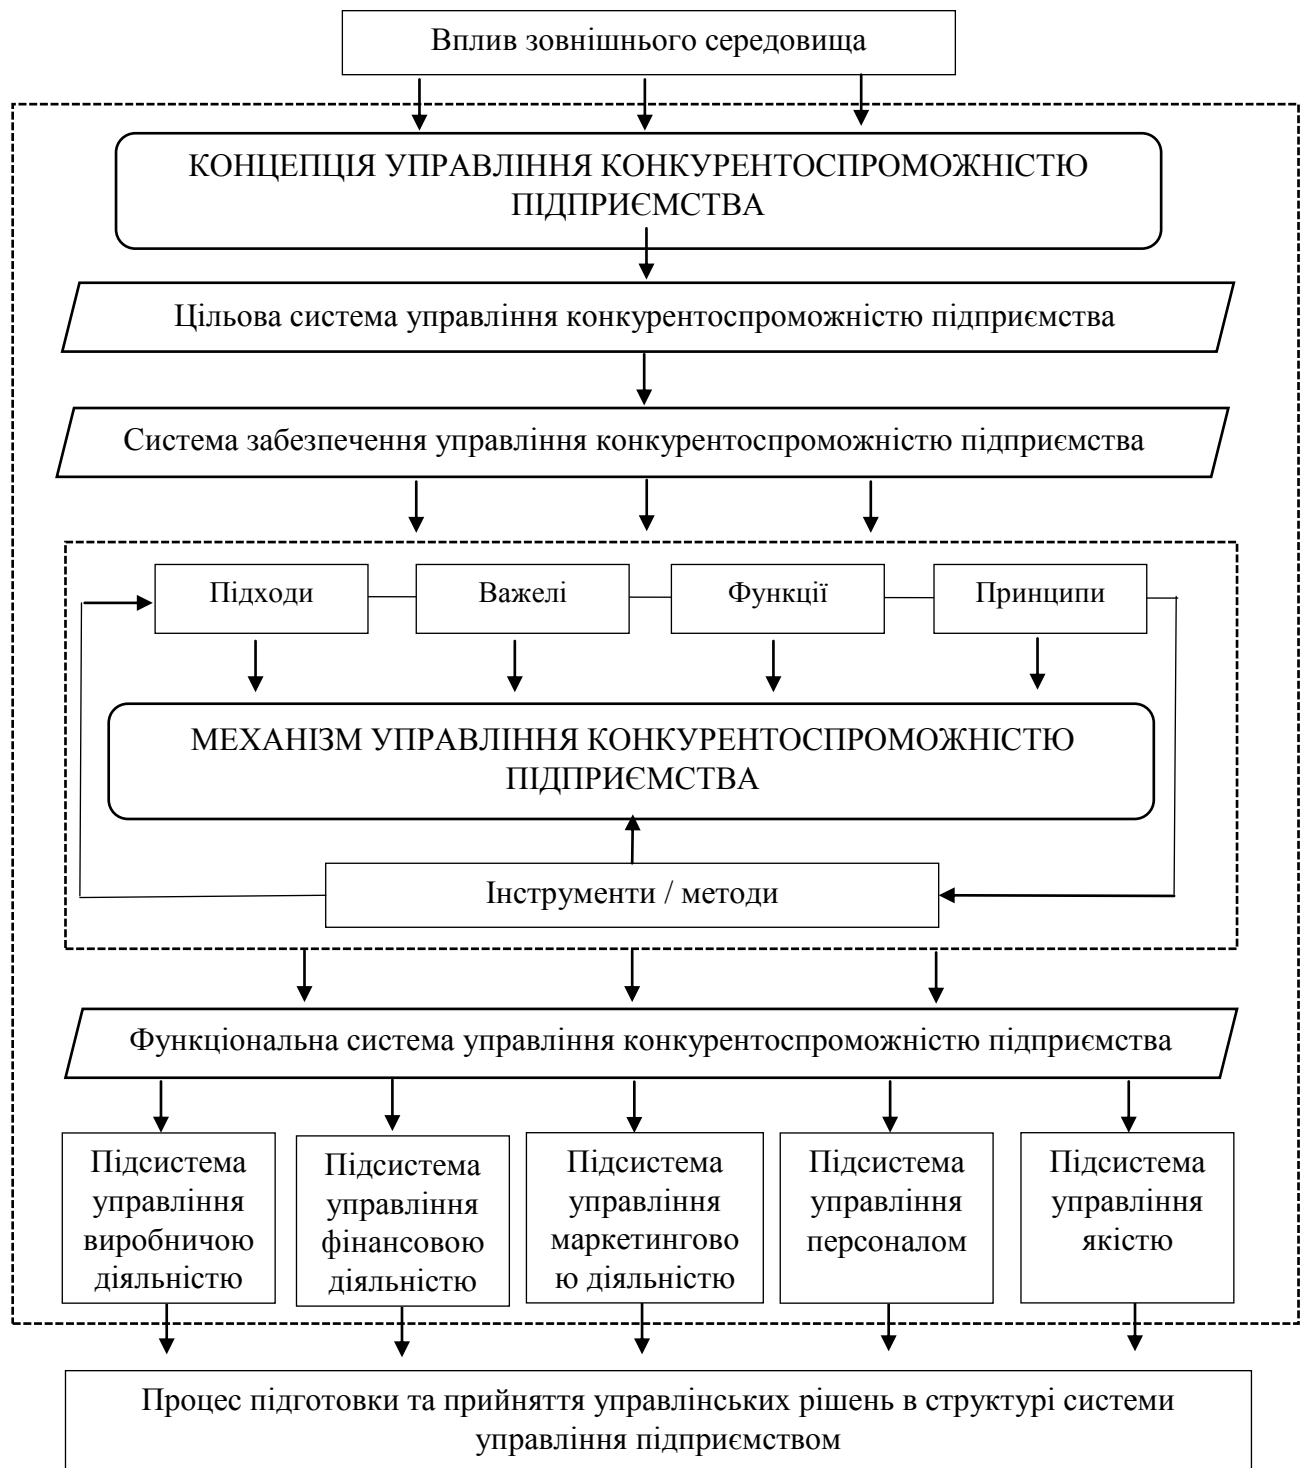 Вплив зовнішнього середовища
КОНЦЕПЦІЯ УПРАВЛІННЯ КОНКУРЕНТОСПРОМОЖНІСТЮ
ПІДПРИЄМСТВА
Цільова система управління конкурентоспроможністю підприємства
Система забезпечення управління конкурентоспроможністю підприємства
Підходи
Важелі
Функції
Принципи
МЕХАНІЗМ УПРАВЛІННЯ КОНКУРЕНТОСПРОМОЖНІСТЮ
ПІДПРИЄМСТВА
Інструменти / методи
Функціональна система управління конкурентоспроможністю підприємства
Підсистема
управління
виробничою
діяльністю
Підсистема
управління
фінансовою
діяльністю
Підсистема
управління
маркетингово
ю діяльністю
Підсистема
управління
персоналом
Підсистема
управління
якістю
Процес підготовки та прийняття управлінських рішень в структурі системи
управління підприємством